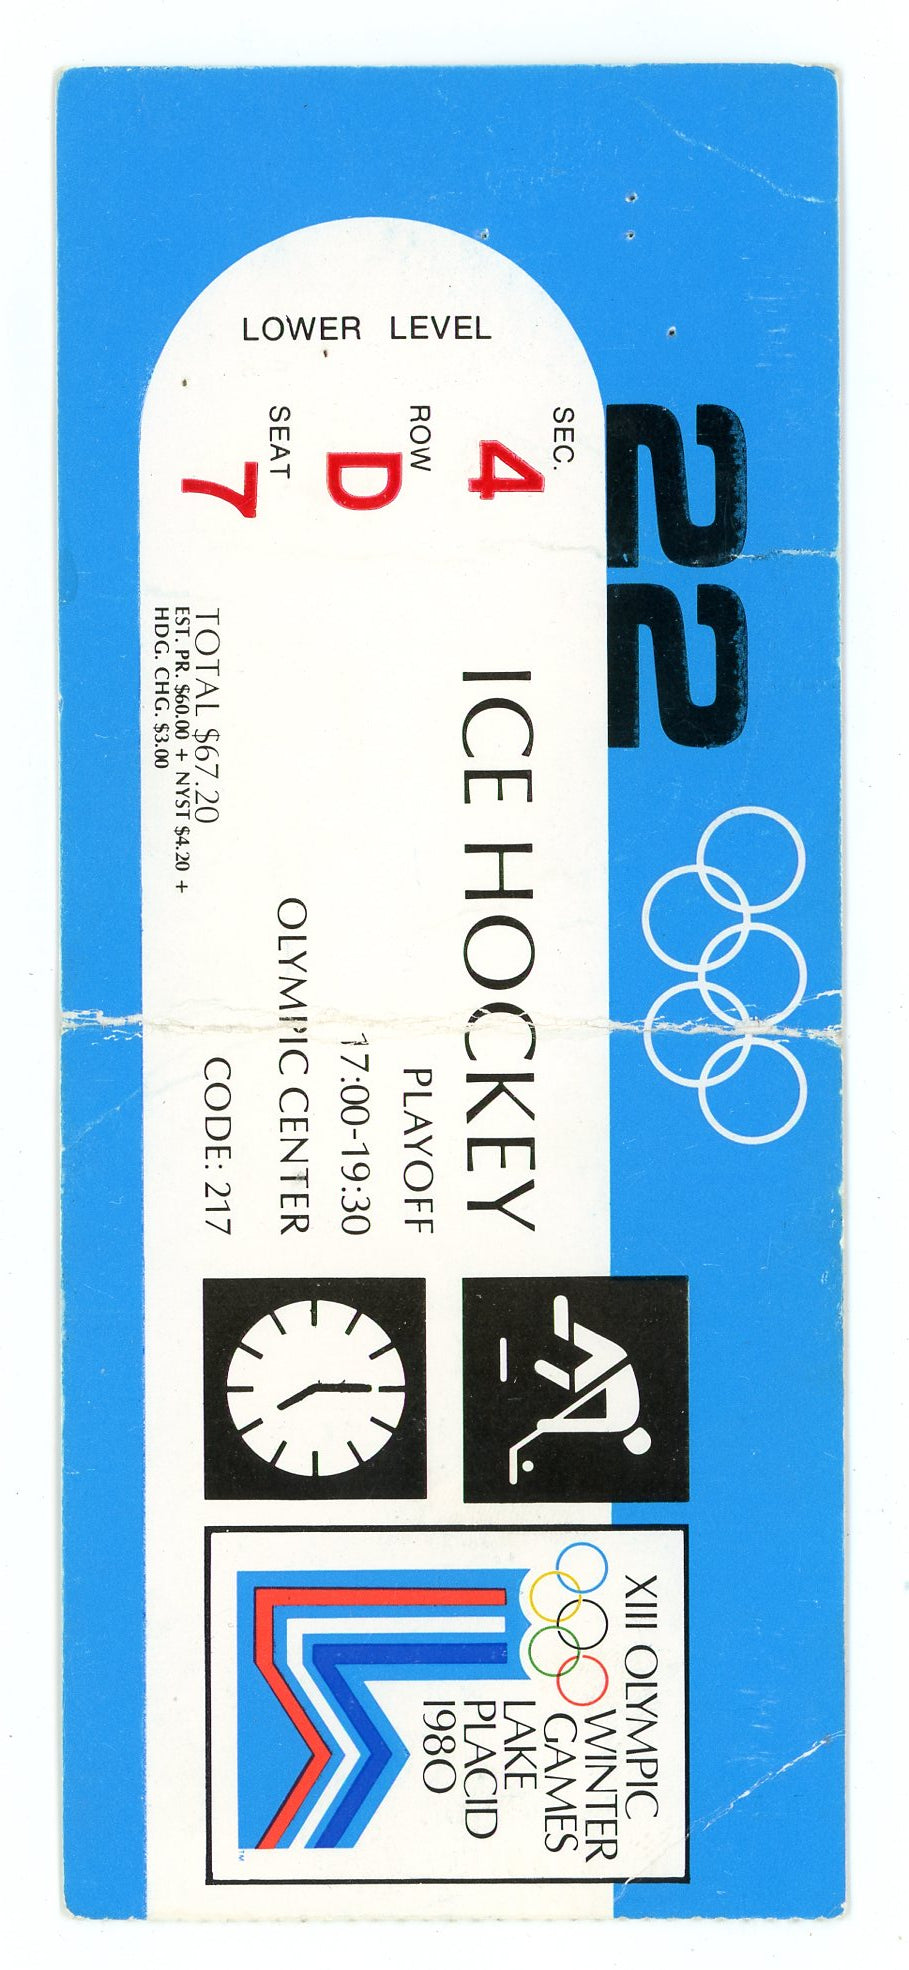 22
LOWER LEVEL
SEC.
4
ROW
D
SEAT
7
ICE HOCKEY
PLAYOFF
17:00-19:30
OLYMPIC CENTER
CODE: 217
TOTAL $67.20
EST. PR. $60.00 + NYST $4.20 +
HDG. CHG. $3.00
XIII OLYMPIC
WINTER
GAMES
LAKE
PLACID
1980
TM